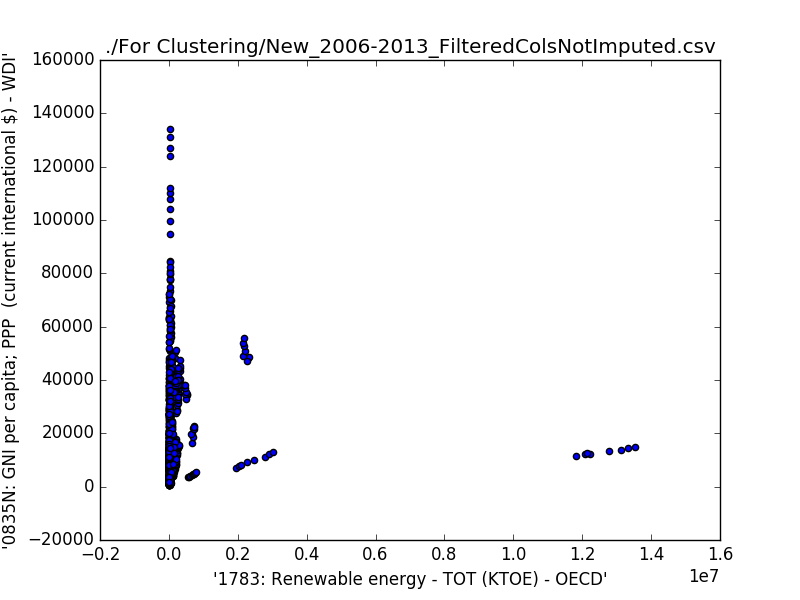 ./For Clustering/New_2006-2013_FilteredColsNotImputed.csv
160000
140000
120000
100000
80000
60000
40000
20000
0
−20000
'0835N: GNI per capita; PPP  (current international $) - WDI'
−0.2 0.0 0.2 0.4 0.6 0.8 1.0 1.2 1.4 1.6
1e7
'1783: Renewable energy - TOT (KTOE) - OECD'